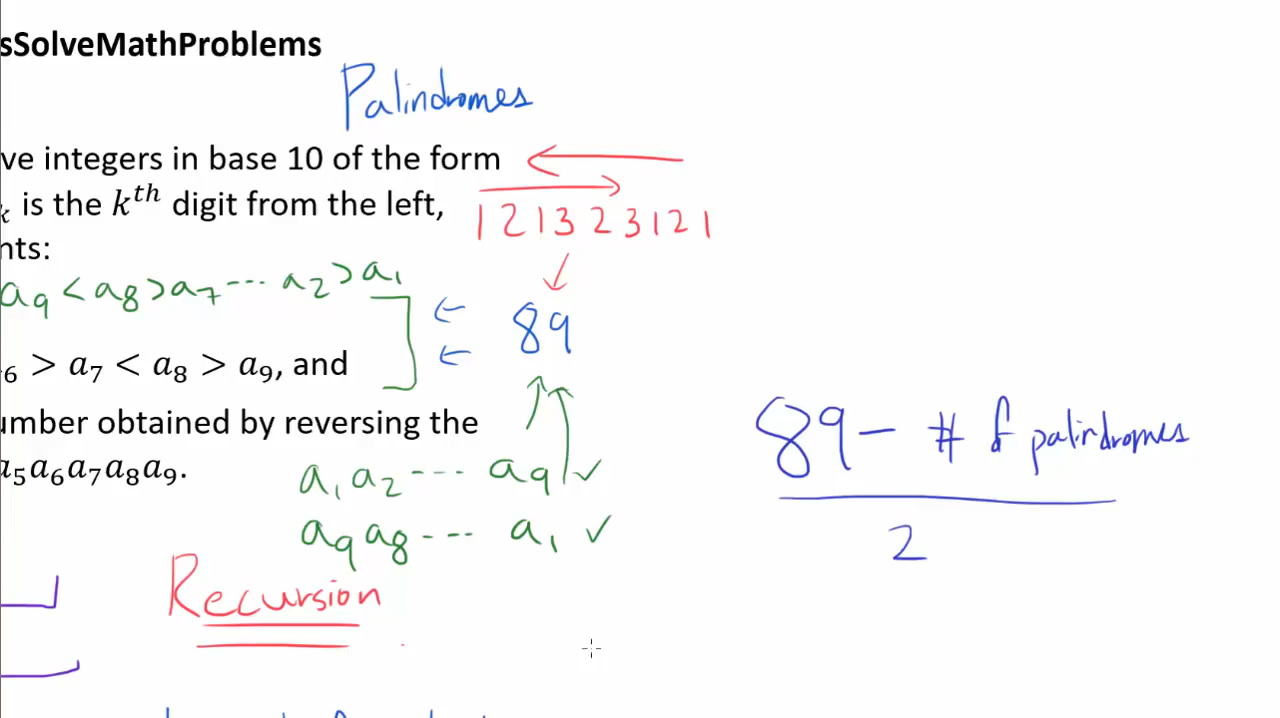 sSolveMathProblems
Palindromes
ve integers in base 10 of the form
k is the kᵗʰ digit from the left,
121323121
nts:
a₉ < a₈ > a₇ ... a₂ > a₁
89
₆ > a₇ < a₈ > a₉, and
umber obtained by reversing the
a₅a₆a₇a₈a₉.
a₁ a₂ ... a₉ ✓
a₉ a₈ ... a₁ ✓
89 - # of palindromes
2
Recursion